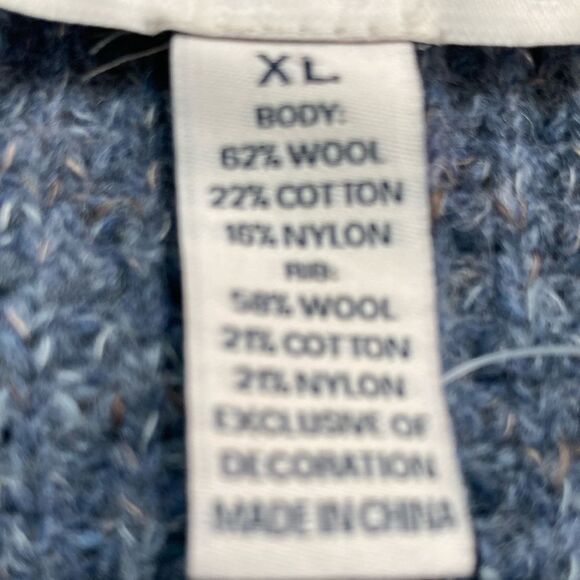 XL
BODY:
62% WOOL
22% COTTON
16% NYLON
RIB:
58% WOOL
21% COTTON
21% NYLON
EXCLUSIVE OF
DECORATION
MADE IN CHINA